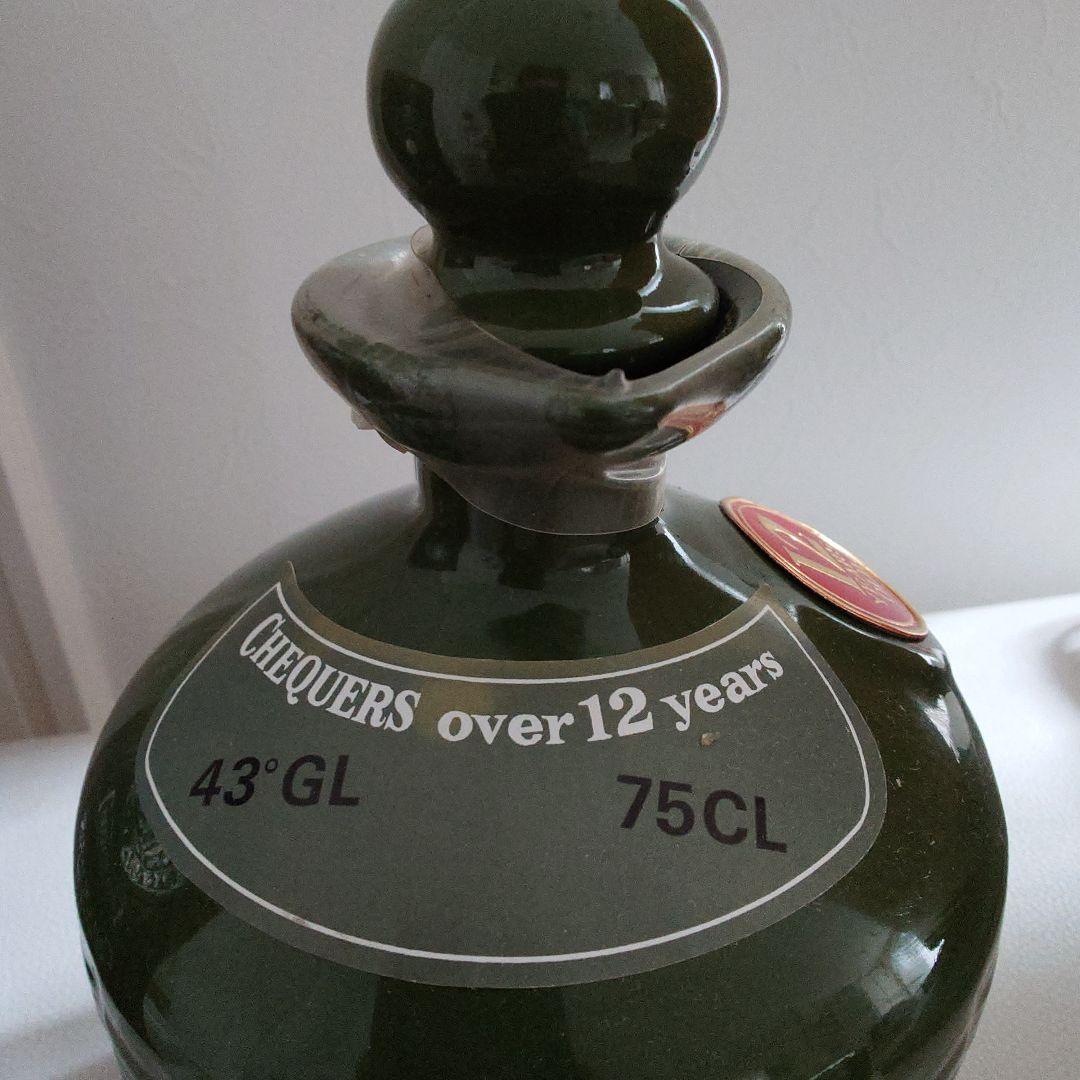 CHEQUERS over 12 years
43°GL 75CL